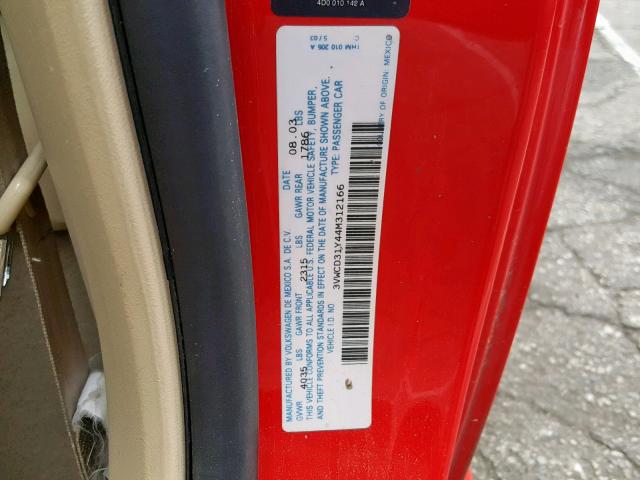 4D0 010 142 A
MANUFACTURED BY VOLKSWAGEN DE MEXICO S.A. DE C.V. DATE 08.03
GVWR 4035 LBS GAWR FRONT 2315 LBS GAWR REAR 1786 LBS
THIS VEHICLE CONFORMS TO ALL APPLICABLE U.S. FEDERAL MOTOR VEHICLE SAFETY, BUMPER,
AND THEFT PREVENTION STANDARDS IN EFFECT ON THE DATE OF MANUFACTURE SHOWN ABOVE.
VEHICLE I.D. NO TYPE: PASSENGER CAR
3VWCD31Y44M312166
COUNTRY OF ORIGIN: MEXICO
1HM 010 205 A
5 / 03 C